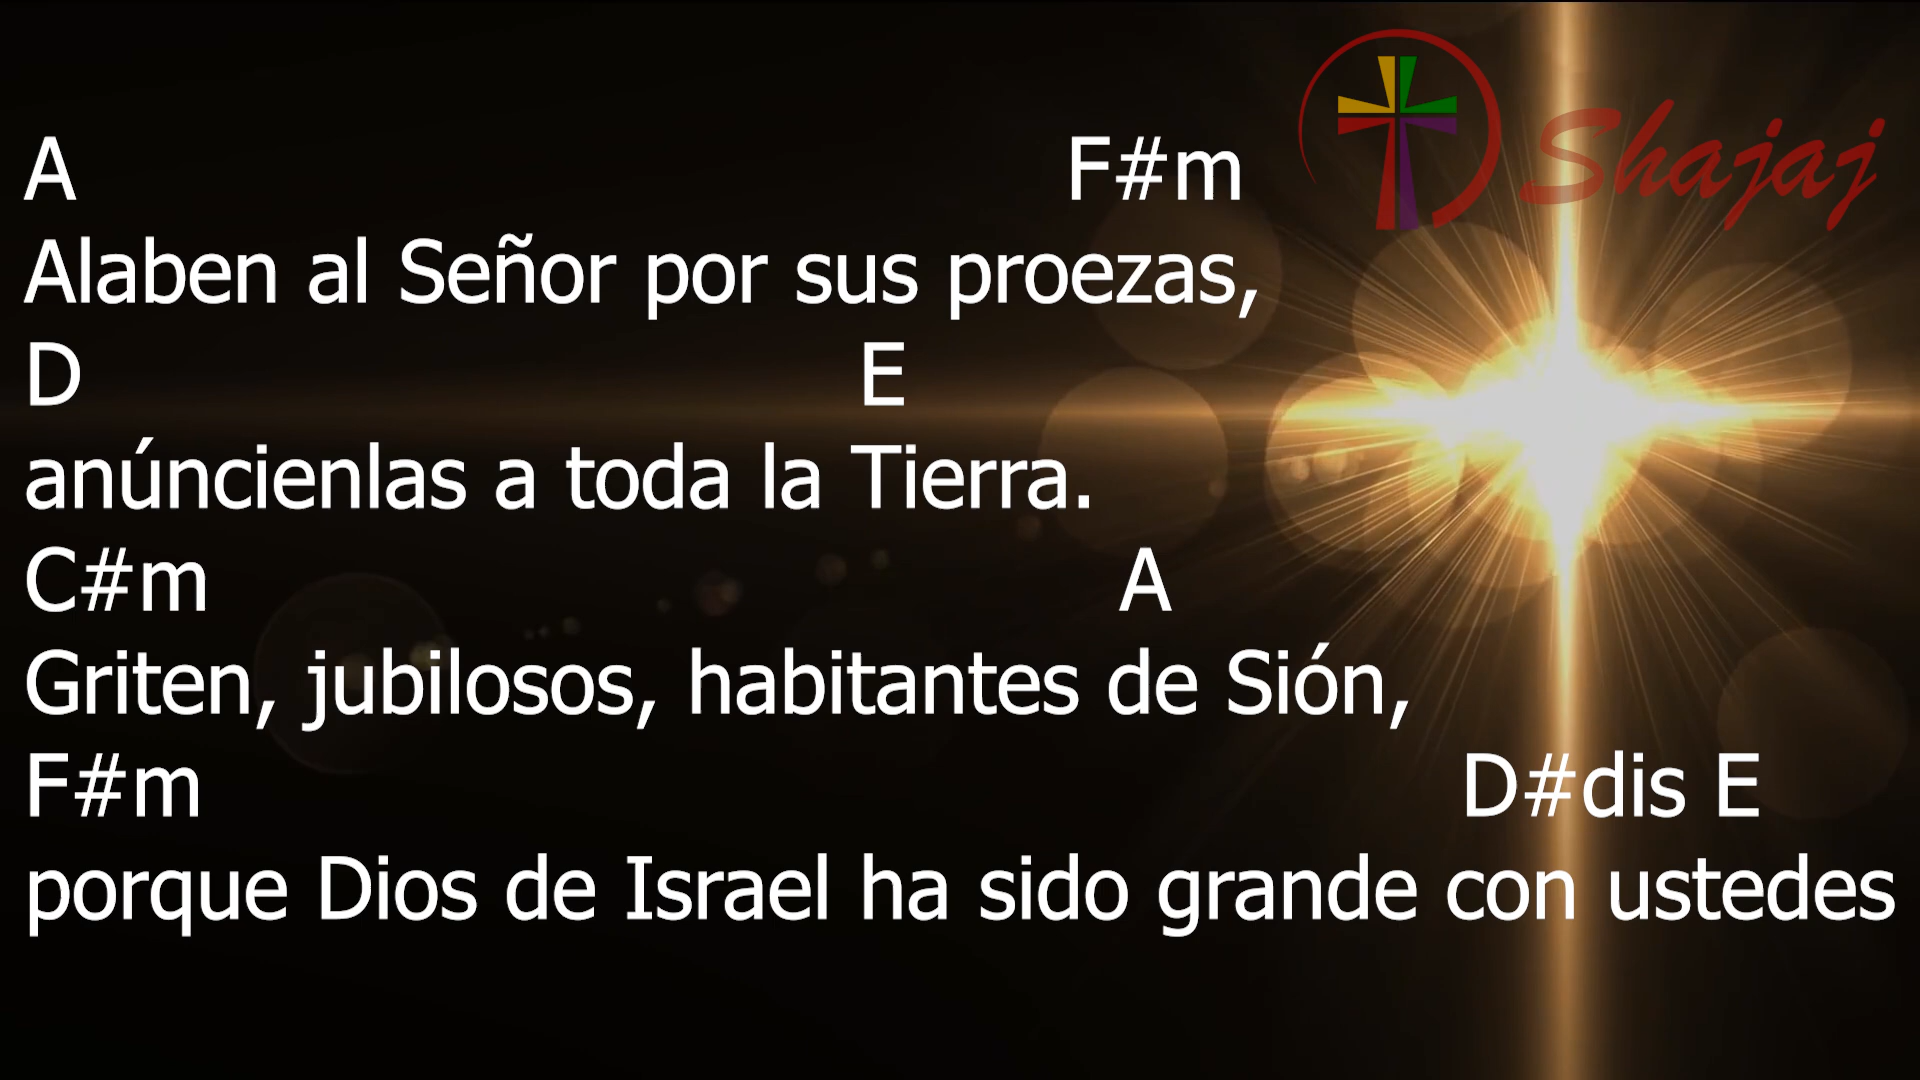 Shajaj
A F#m
Alaben al Señor por sus proezas,
D E
anúncienlas a toda la Tierra.
C#m A
Griten, jubilosos, habitantes de Sión,
F#m D#dis E
porque Dios de Israel ha sido grande con ustedes